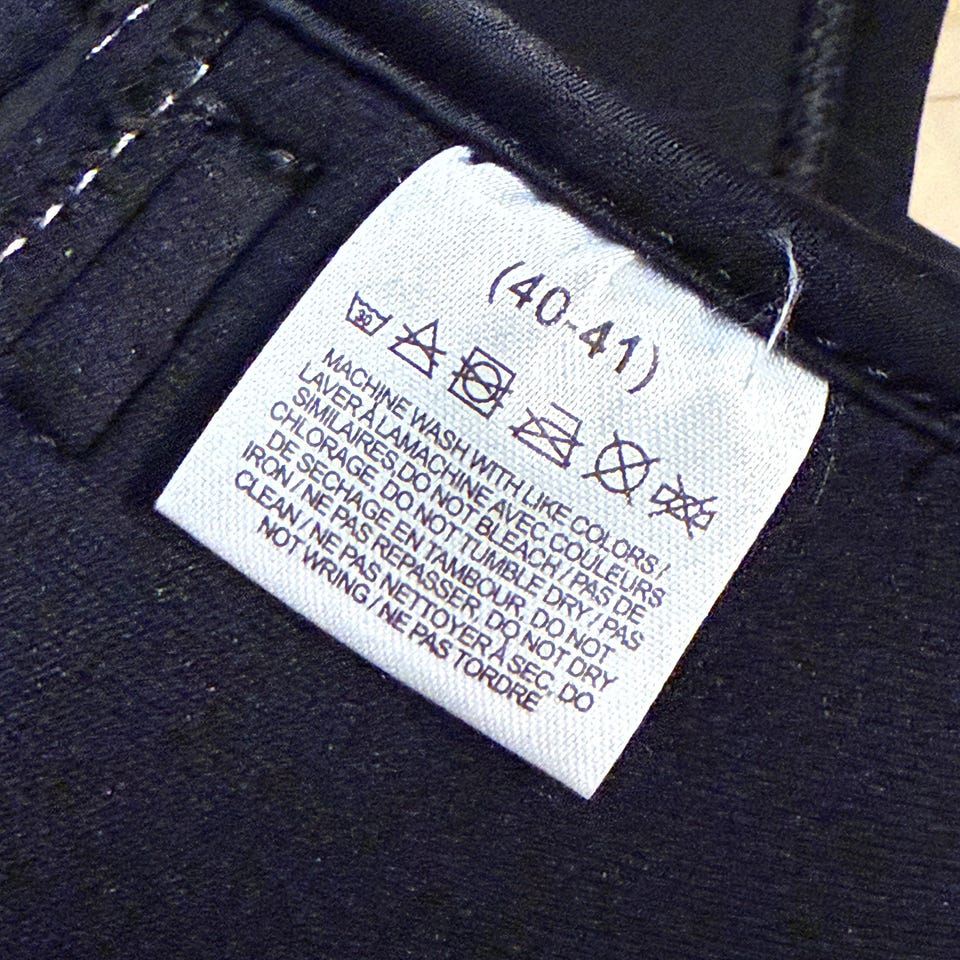 (40-41)
30
MACHINE WASH WITH LIKE COLORS /
LAVER À LAMACHINE AVEC COULEURS
SIMILAIRES, DO NOT BLEACH / PAS DE
CHLORAGE, DO NOT TUMBLE DRY / PAS
DE SECHAGE EN TAMBOUR, DO NOT
IRON / NE PAS REPASSER, DO NOT DRY
CLEAN / NE PAS NETTOYER À SEC, DO
NOT WRING / NE PAS TORDRE